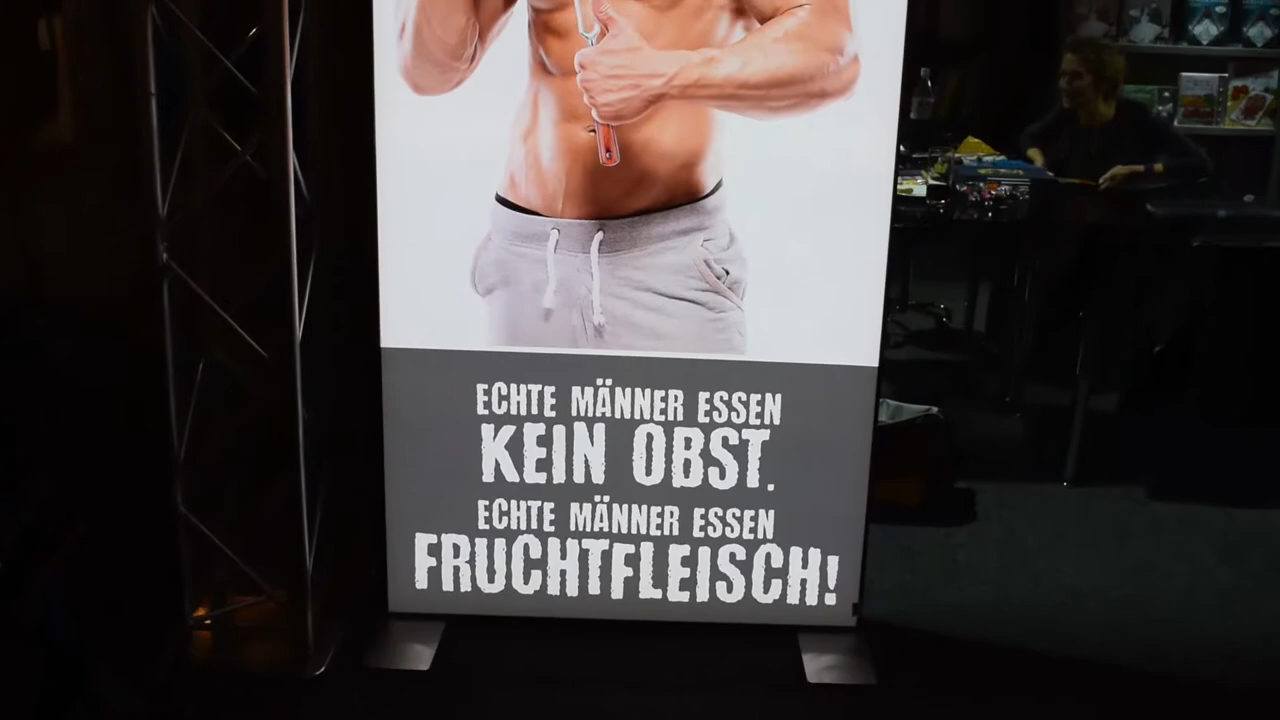 ECHTE MÄNNER ESSEN
KEIN OBST.
ECHTE MÄNNER ESSEN
FRUCHTFLEISCH!